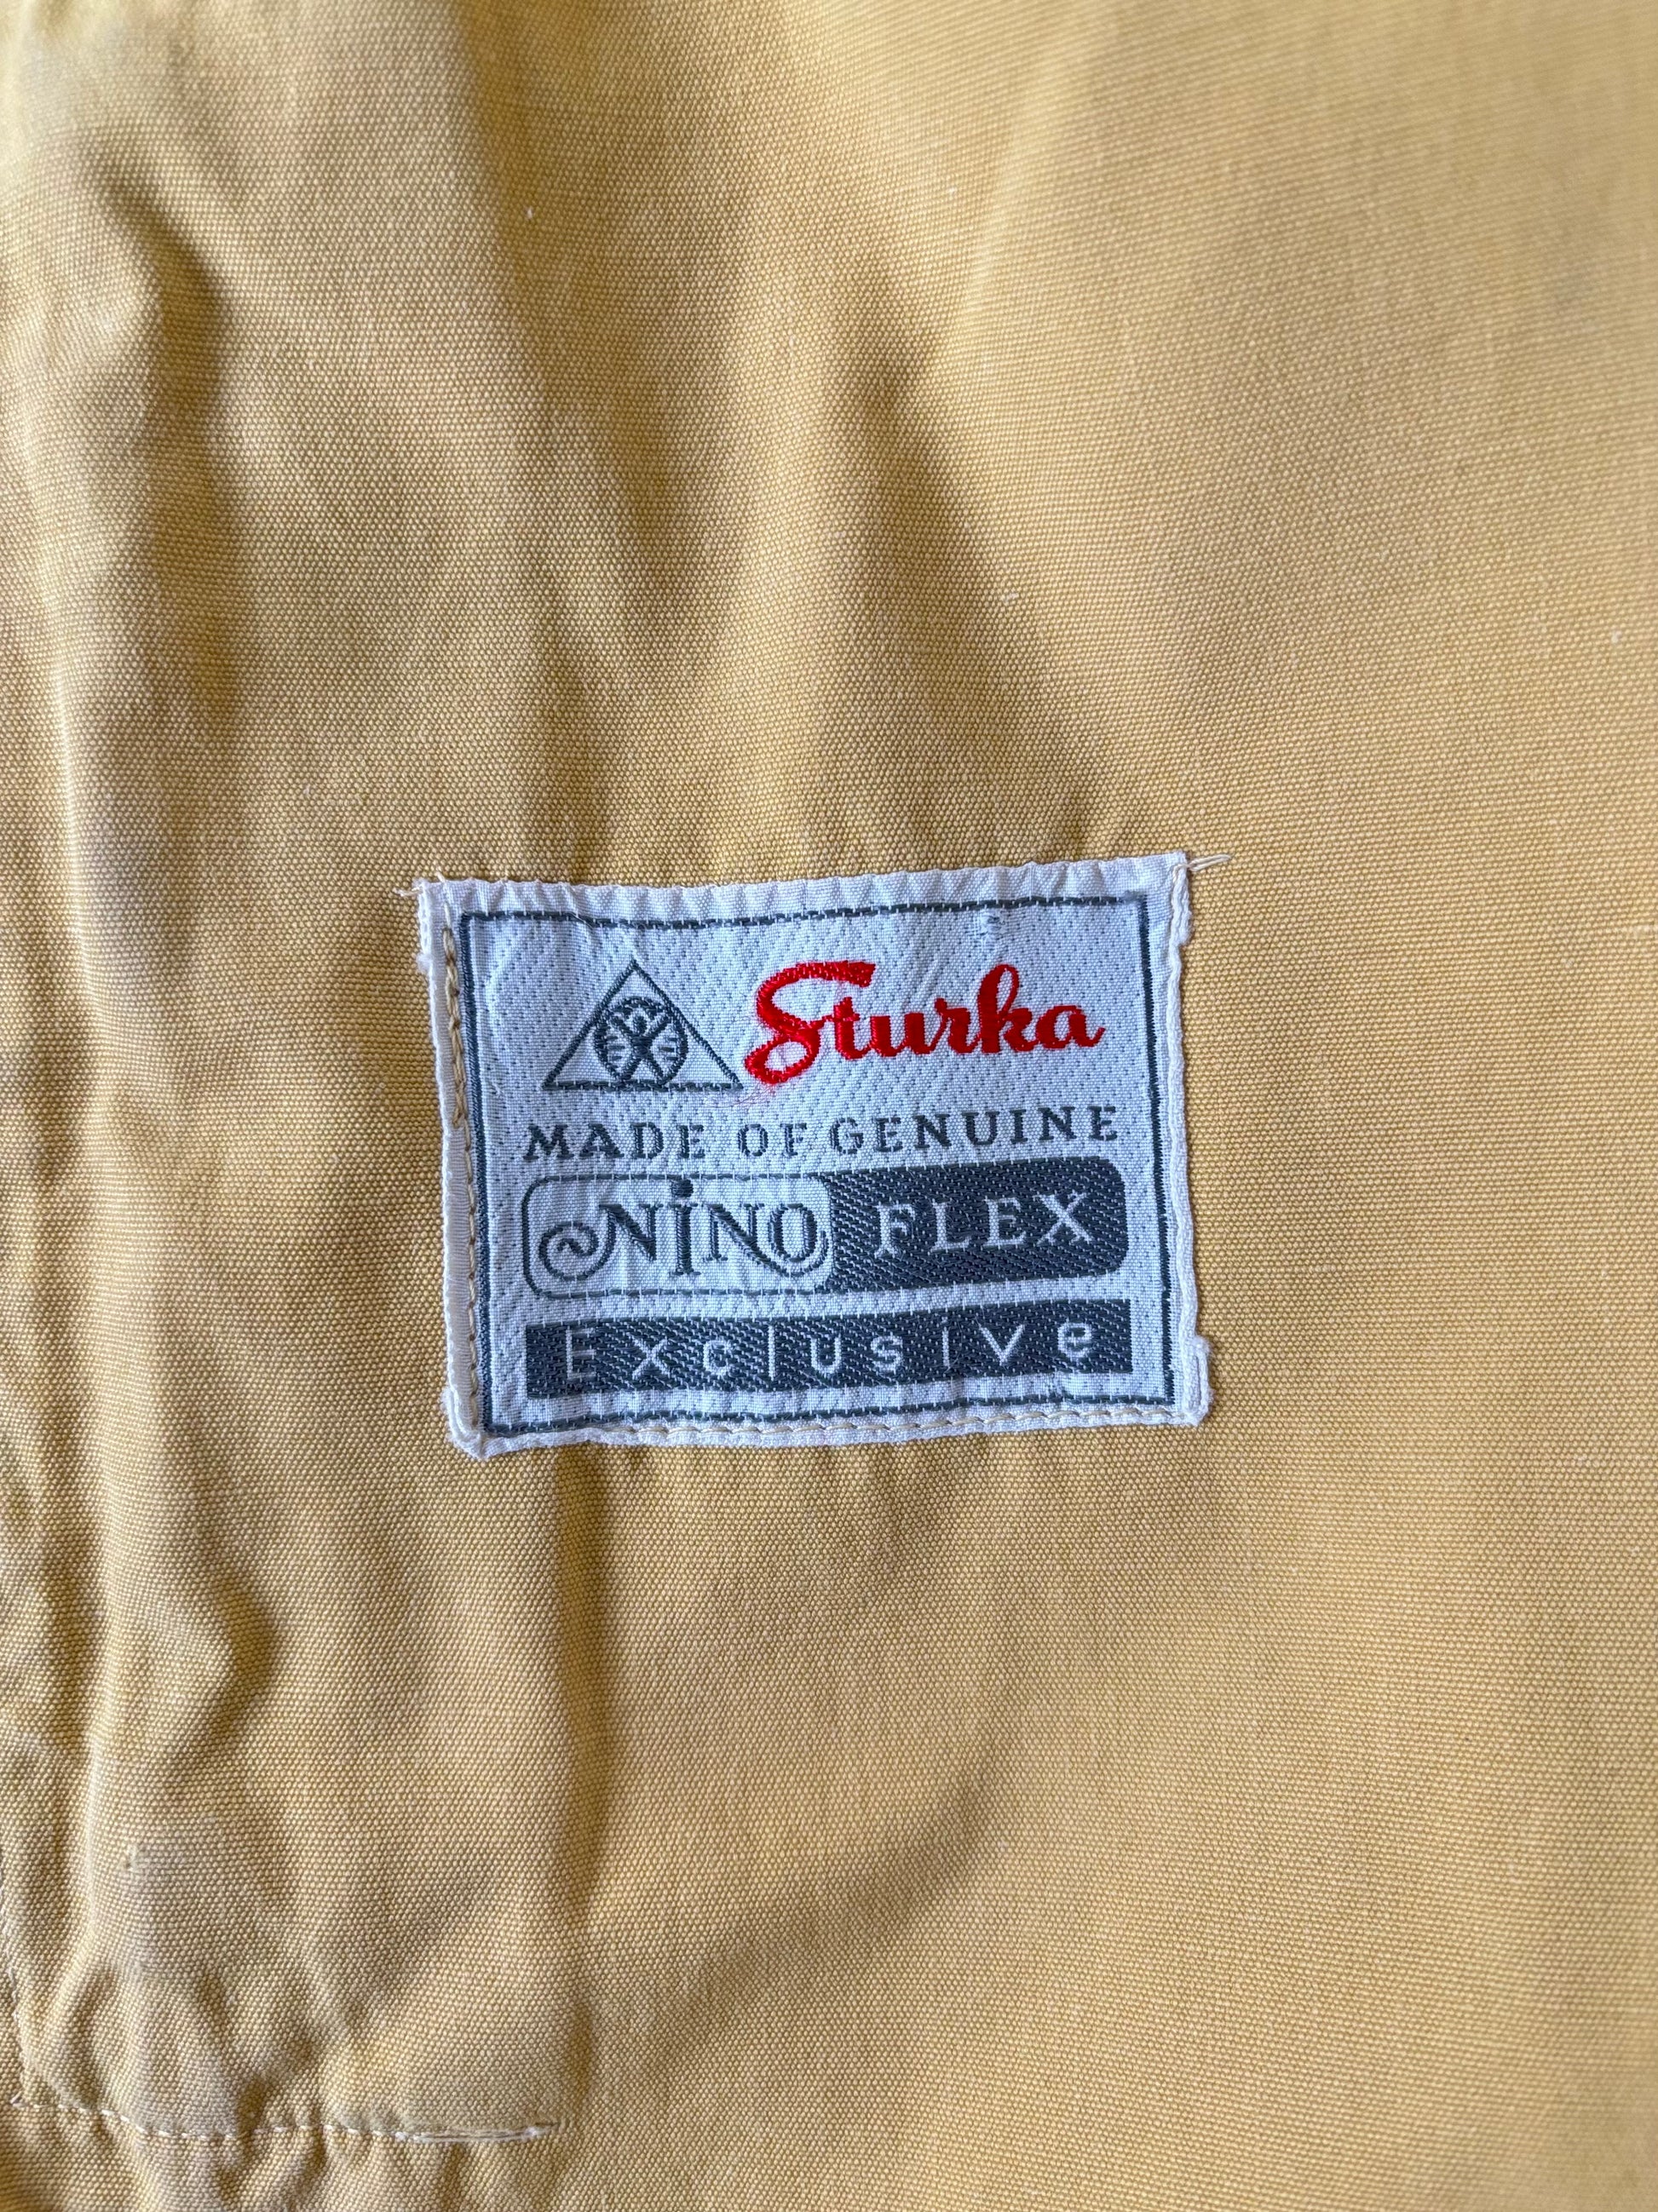 Sturka
MADE OF GENUINE
NINO FLEX
Exclusive